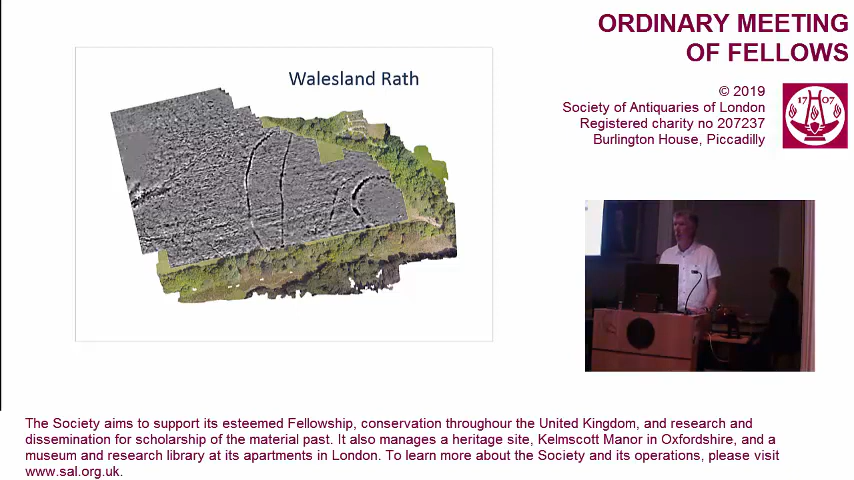 Walesland Rath
ORDINARY MEETING
OF FELLOWS
© 2019
Society of Antiquaries of London
Registered charity no 207237
Burlington House, Piccadilly
17 07
The Society aims to support its esteemed Fellowship, conservation throughour the United Kingdom, and research and
dissemination for scholarship of the material past. It also manages a heritage site, Kelmscott Manor in Oxfordshire, and a
museum and research library at its apartments in London. To learn more about the Society and its operations, please visit
www.sal.org.uk.